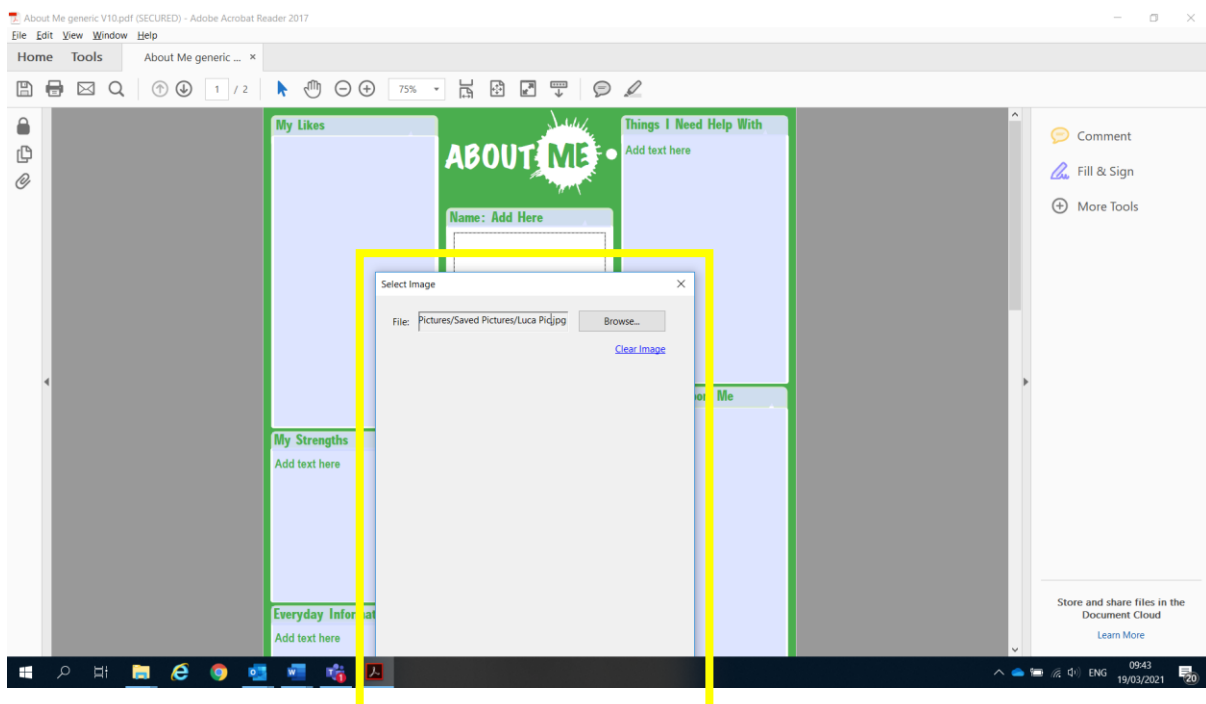 About Me generic V10.pdf (SECURED) - Adobe Acrobat Reader 2017
File Edit View Window Help
Home Tools About Me generic ... ×
1 / 2 75%
My Likes
ABOUT ME
Things I Need Help With
Add text here
Name: Add Here
Select Image
File: Pictures/Saved Pictures/Luca Pic.jpg Browse...
Clear Image
Me
My Strengths
Add text here
Everyday
Add text here
Comment
Fill & Sign
More Tools
Store and share files in the
Document Cloud
Learn More
ENG
09:43
19/03/2021
20